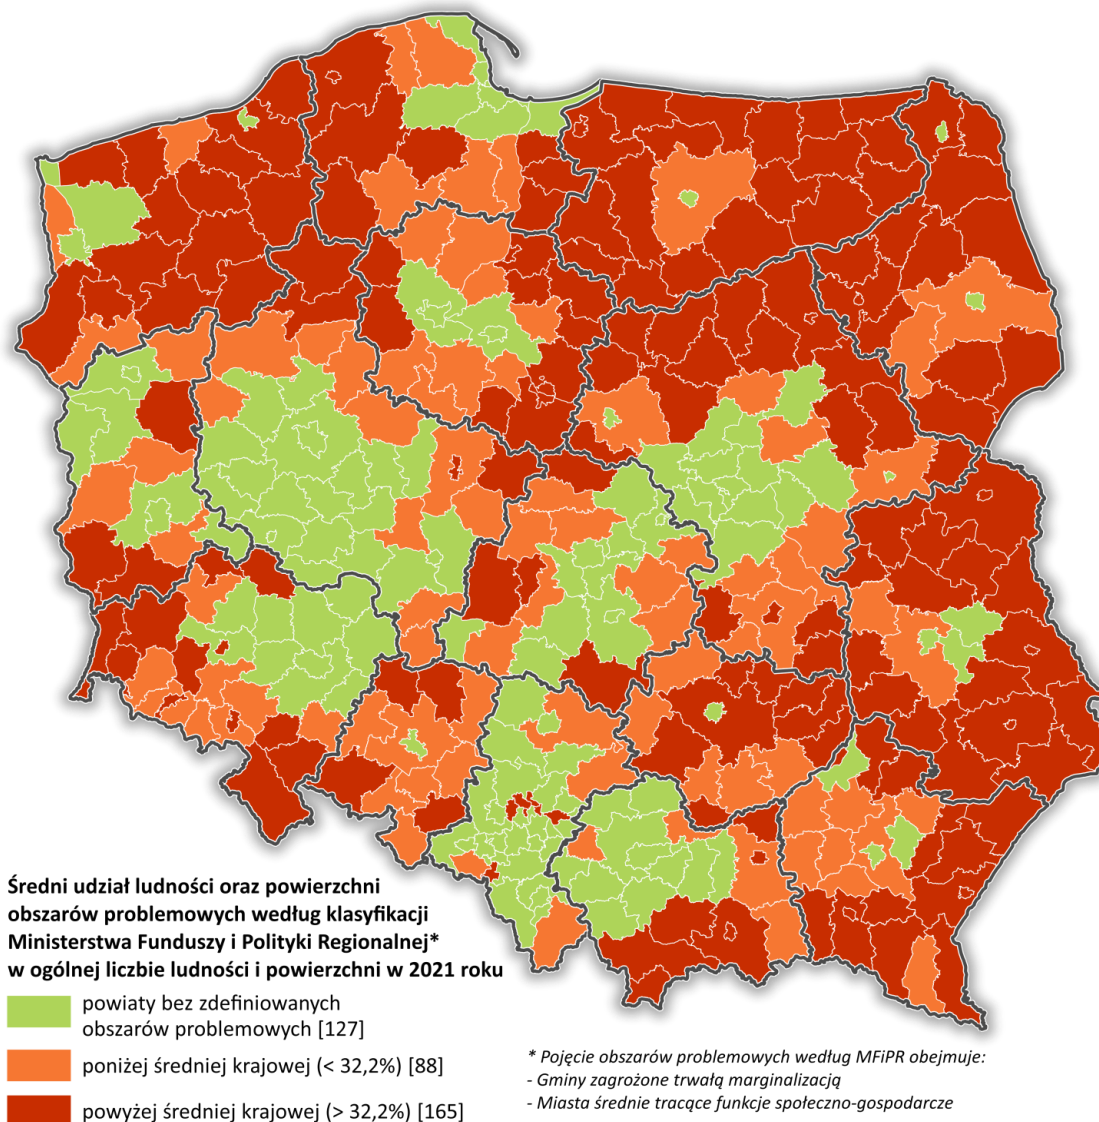 Średni udział ludności oraz powierzchni
obszarów problemowych według klasyfikacji
Ministerstwa Funduszy i Polityki Regionalnej*
w ogólnej liczbie ludności i powierzchni w 2021 roku
powiaty bez zdefiniowanych
obszarów problemowych [127]
poniżej średniej krajowej (< 32,2%) [88]
powyżej średniej krajowej (> 32,2%) [165]
* Pojęcie obszarów problemowych według MFiPR obejmuje:
- Gminy zagrożone trwałą marginalizacją
- Miasta średnie tracące funkcje społeczno-gospodarcze